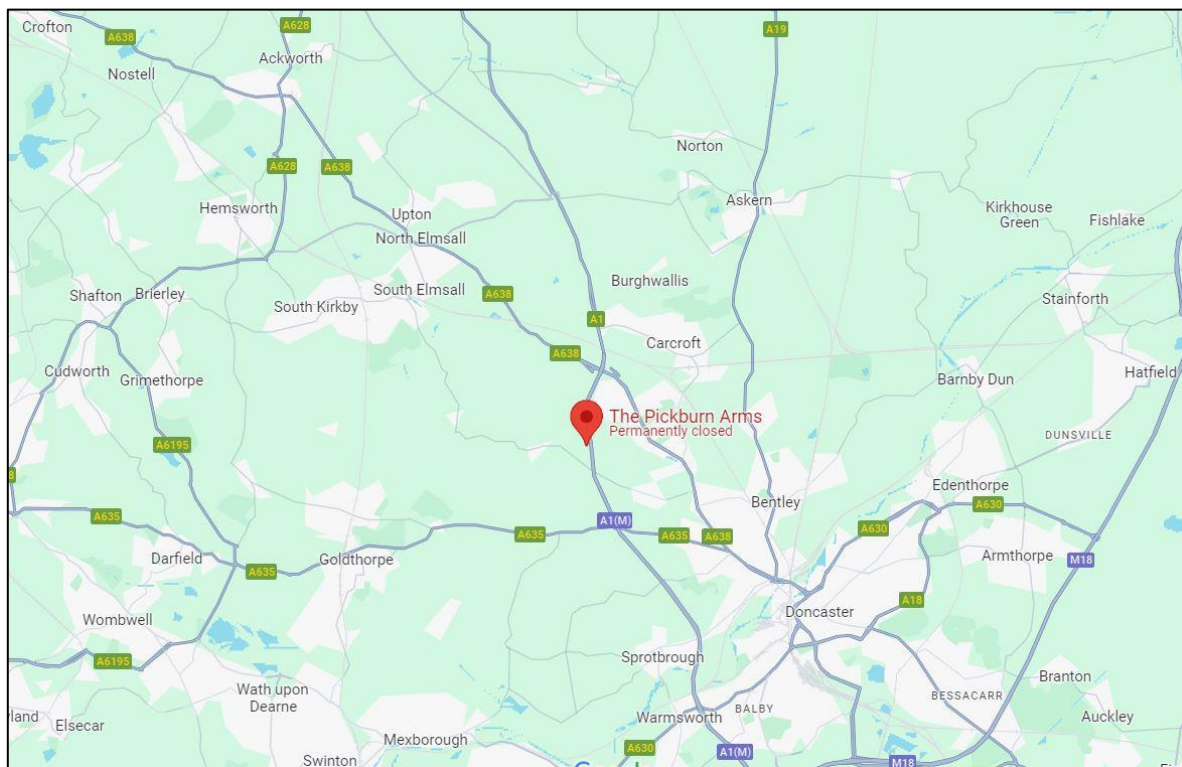 Crofton
A628
A19
A638
Ackworth
Nostell
Norton
A628
A638
Askern
Hemsworth
Upton
Kirkhouse
Green
Fishlake
North Elmsall
Burghwallis
Shafton
Brierley
South Elmsall
A638
South Kirkby
Stainforth
A1
Carcroft
A638
Cudworth
Grimethorpe
Barnby Dun
Hatfield
The Pickburn Arms
Permanently closed
A6195
DUNSVILLE
Edenthorpe
Bentley
A630
A635
A1(M)
A630
A635
A635
A638
Darfield
Goldthorpe
Armthorpe
M18
A635
A18
Wombwell
Doncaster
A6195
Sprotbrough
Branton
Wath upon
Dearne
BESSACARR
Elsecar
Warmsworth
BALBY
Auckley
Mexborough
A630
A1(M)
Swinton
M18